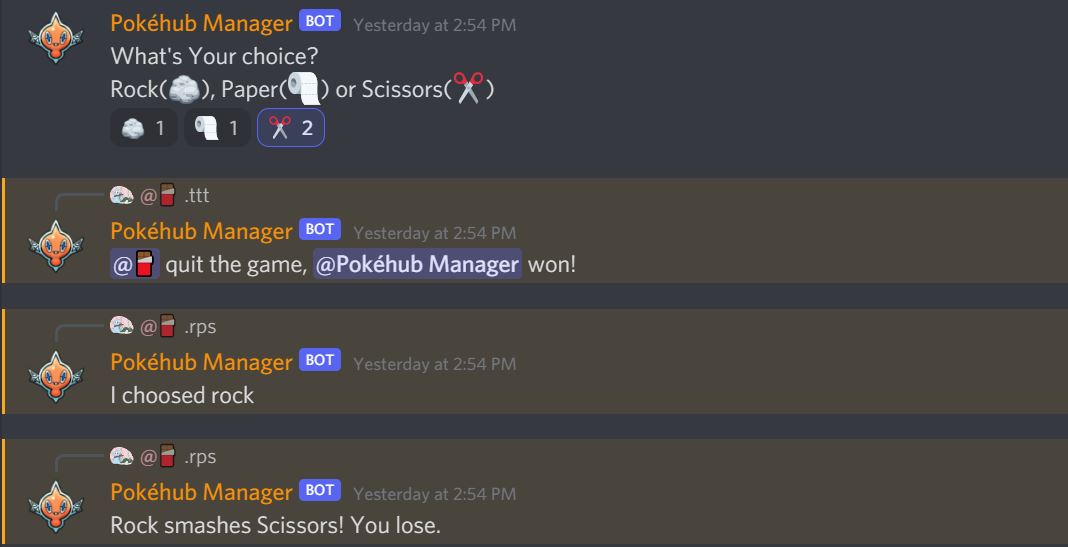 Pokéhub Manager BOT Yesterday at 2:54 PM
What's Your choice?
Rock(), Paper() or Scissors()
1 1 2
@ .ttt
Pokéhub Manager BOT Yesterday at 2:54 PM
@ quit the game, @Pokéhub Manager won!
@ .rps
Pokéhub Manager BOT Yesterday at 2:54 PM
I choosed rock
@ .rps
Pokéhub Manager BOT Yesterday at 2:54 PM
Rock smashes Scissors! You lose.